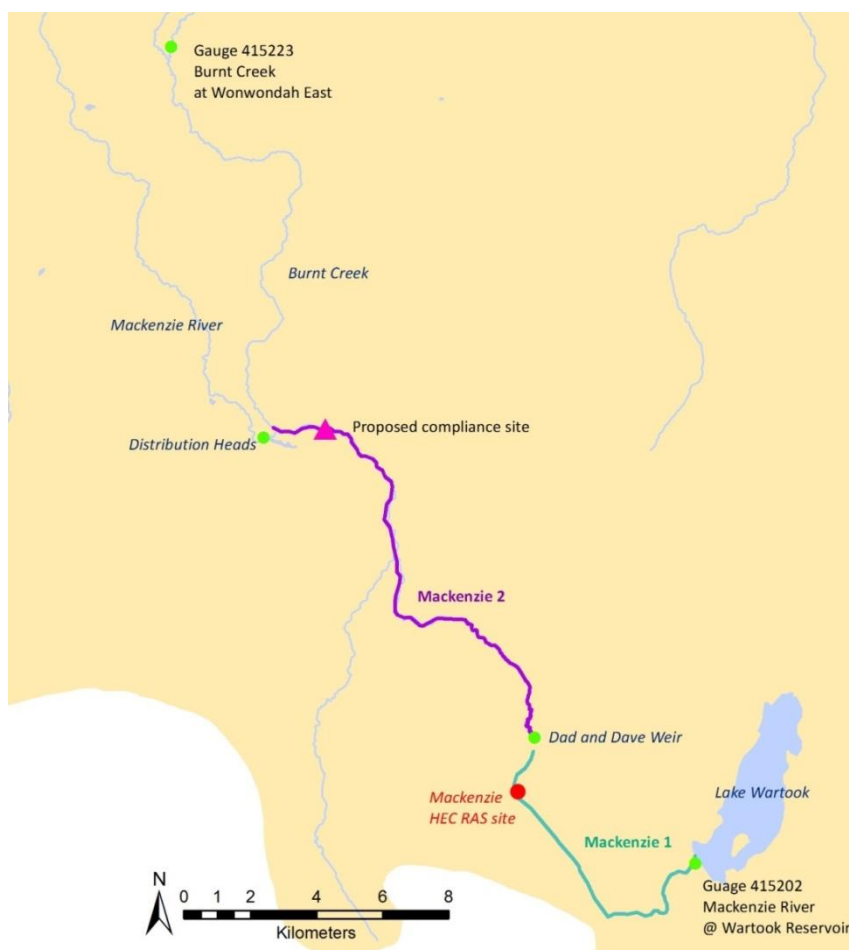 Gauge 415223
Burnt Creek
at Wonwondah East
Burnt Creek
Mackenzie River
Proposed compliance site
Distribution Heads
Mackenzie 2
Dad and Dave Weir
Lake Wartook
Mackenzie
HEC RAS site
Mackenzie 1
Guage 415202
Mackenzie River
@ Wartook Reservoir
N
0 1 2 4 6 8
Kilometers